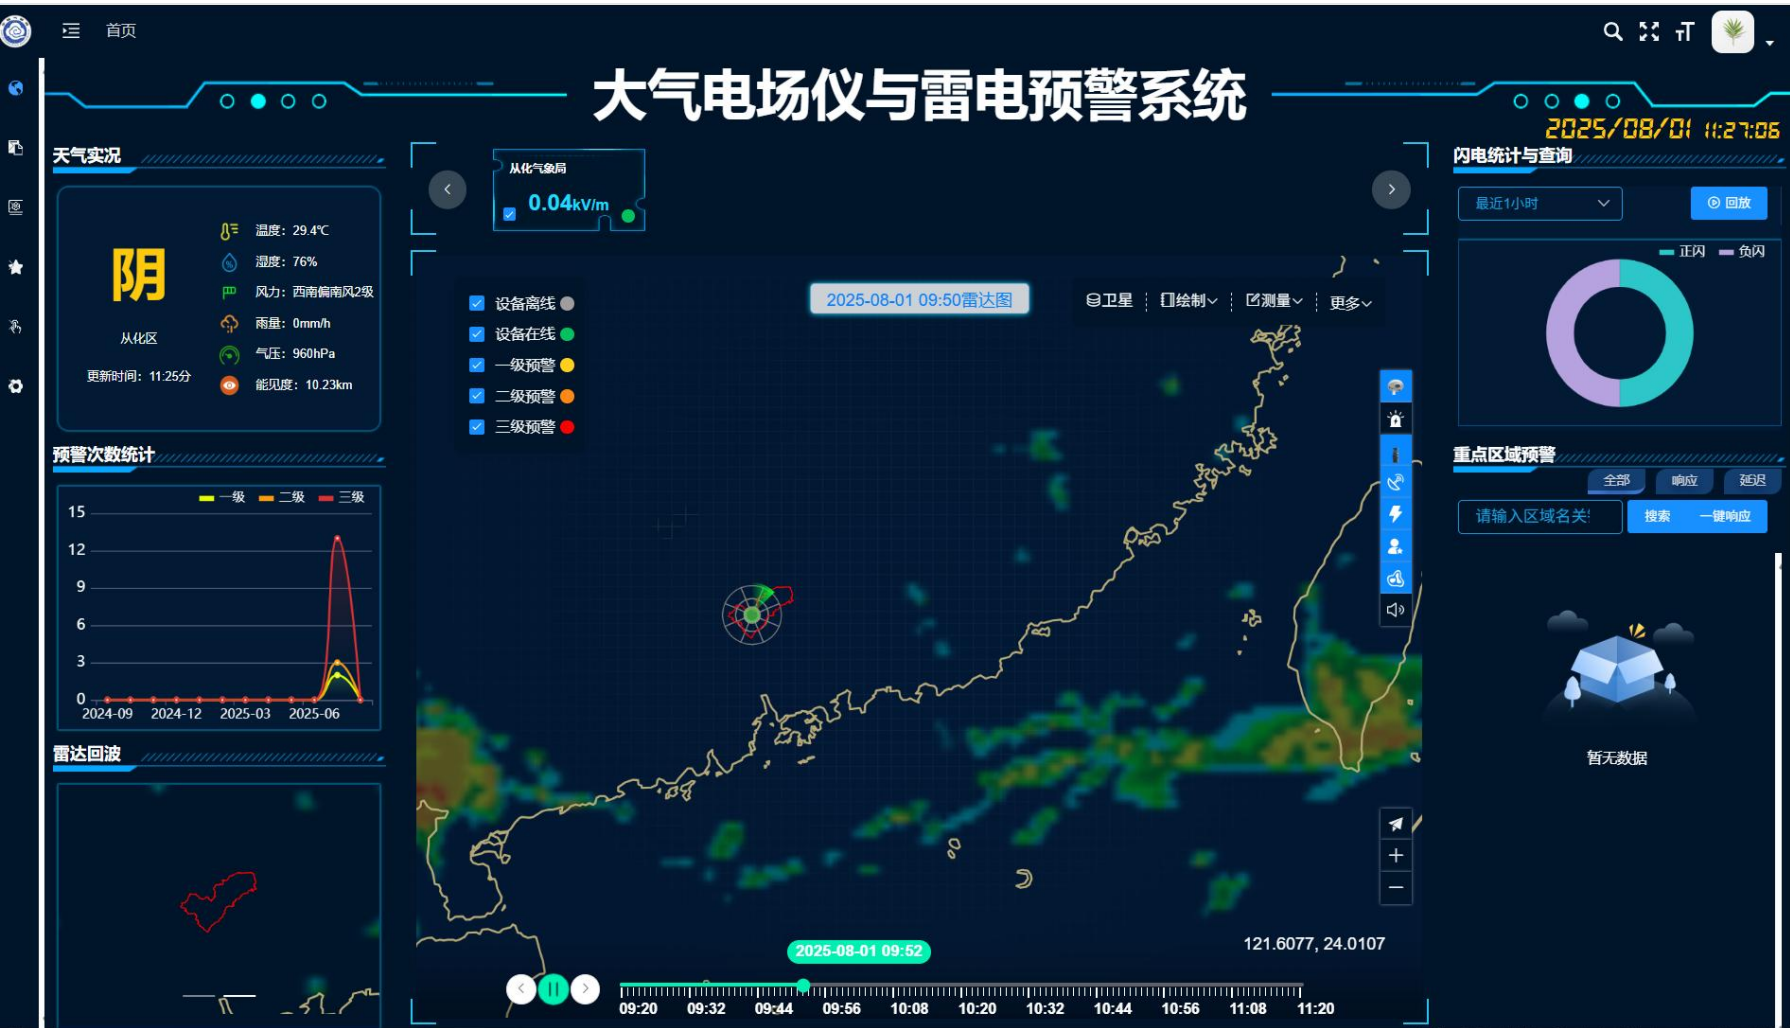 首页
大气电场仪与雷电预警系统
2025/08/01 11:27:06
天气实况
阴
从化区
更新时间：11:25分
温度：29.4℃
湿度：76%
风力：西南偏南风2级
雨量：0mm/h
气压：960hPa
能见度：10.23km
预警次数统计
一级 二级 三级
15
12
9
6
3
0
2024-09 2024-12 2025-03 2025-06
雷达回波
从化气象局
0.04kV/m
设备离线
设备在线
一级预警
二级预警
三级预警
2025-08-01 09:50雷达图
卫星 绘制 测量 更多
121.6077, 24.0107
2025-08-01 09:52
09:20 09:32 09:44 09:56 10:08 10:20 10:32 10:44 10:56 11:08 11:20
闪电统计与查询
最近1小时
回放
正闪 负闪
重点区域预警
全部 响应 延迟
请输入区域名关
搜索 一键响应
暂无数据